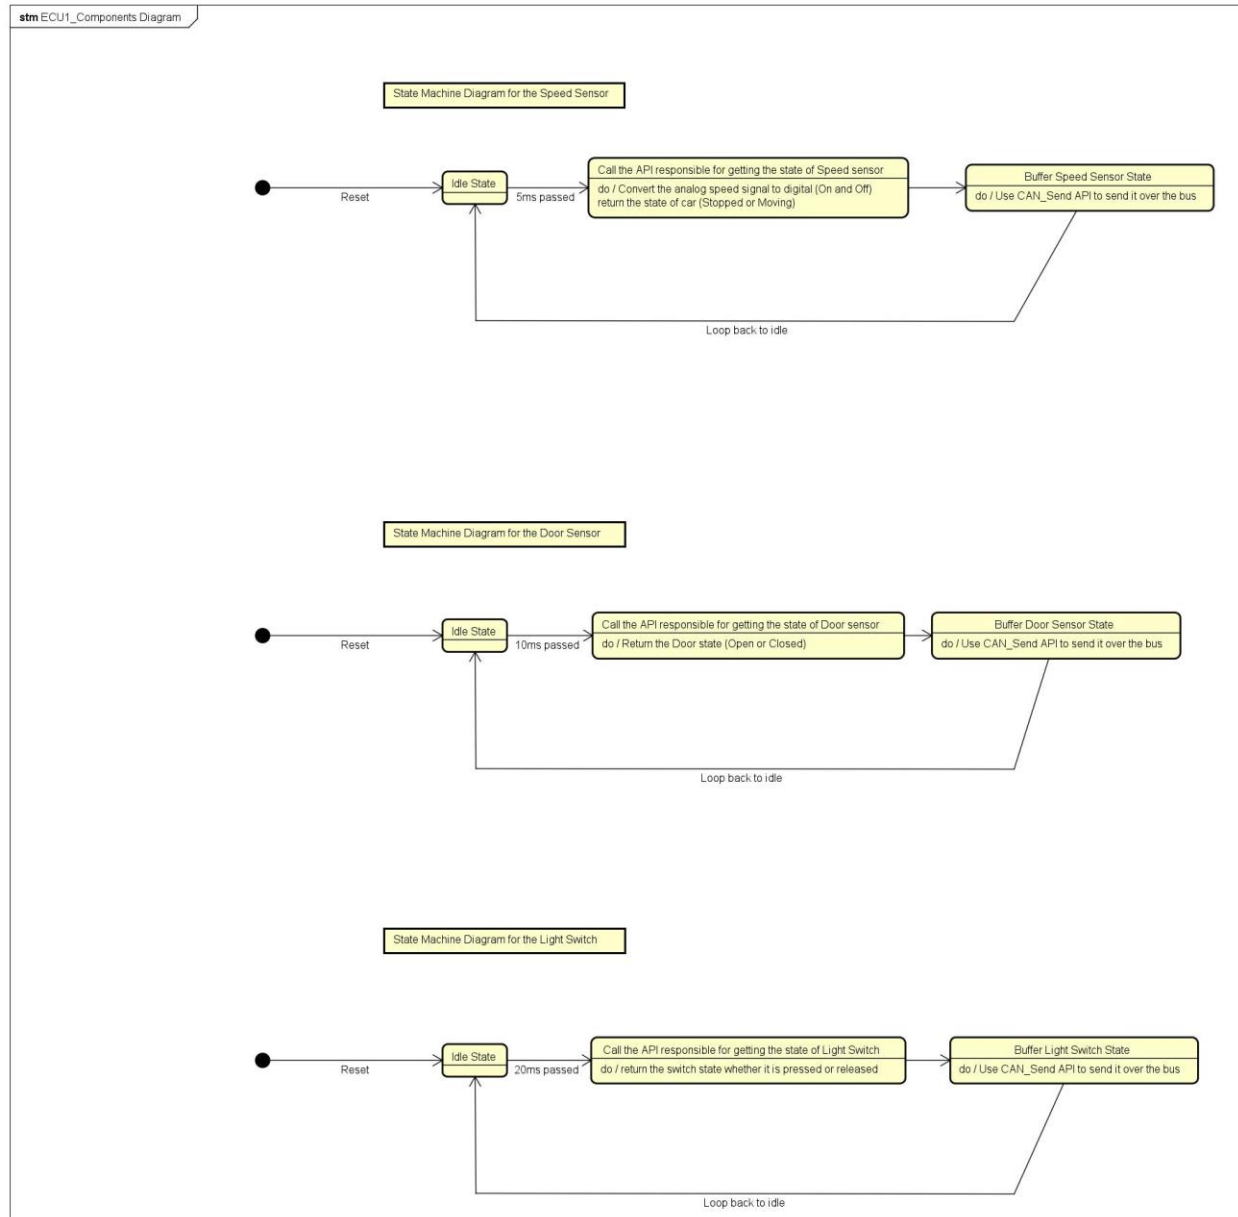 stm ECU1_Components Diagram
State Machine Diagram for the Speed Sensor
Reset
Idle State
5ms passed
Call the API responsible for getting the state of Speed sensor
do / Convert the analog speed signal to digital (On and Off)
return the state of car (Stopped or Moving)
Buffer Speed Sensor State
do / Use CAN_Send API to send it over the bus
Loop back to idle
State Machine Diagram for the Door Sensor
Reset
Idle State
10ms passed
Call the API responsible for getting the state of Door sensor
do / Return the Door state (Open or Closed)
Buffer Door Sensor State
do / Use CAN_Send API to send it over the bus
Loop back to idle
State Machine Diagram for the Light Switch
Reset
Idle State
20ms passed
Call the API responsible for getting the state of Light Switch
do / return the switch state whether it is pressed or released
Buffer Light Switch State
do / Use CAN_Send API to send it over the bus
Loop back to idle